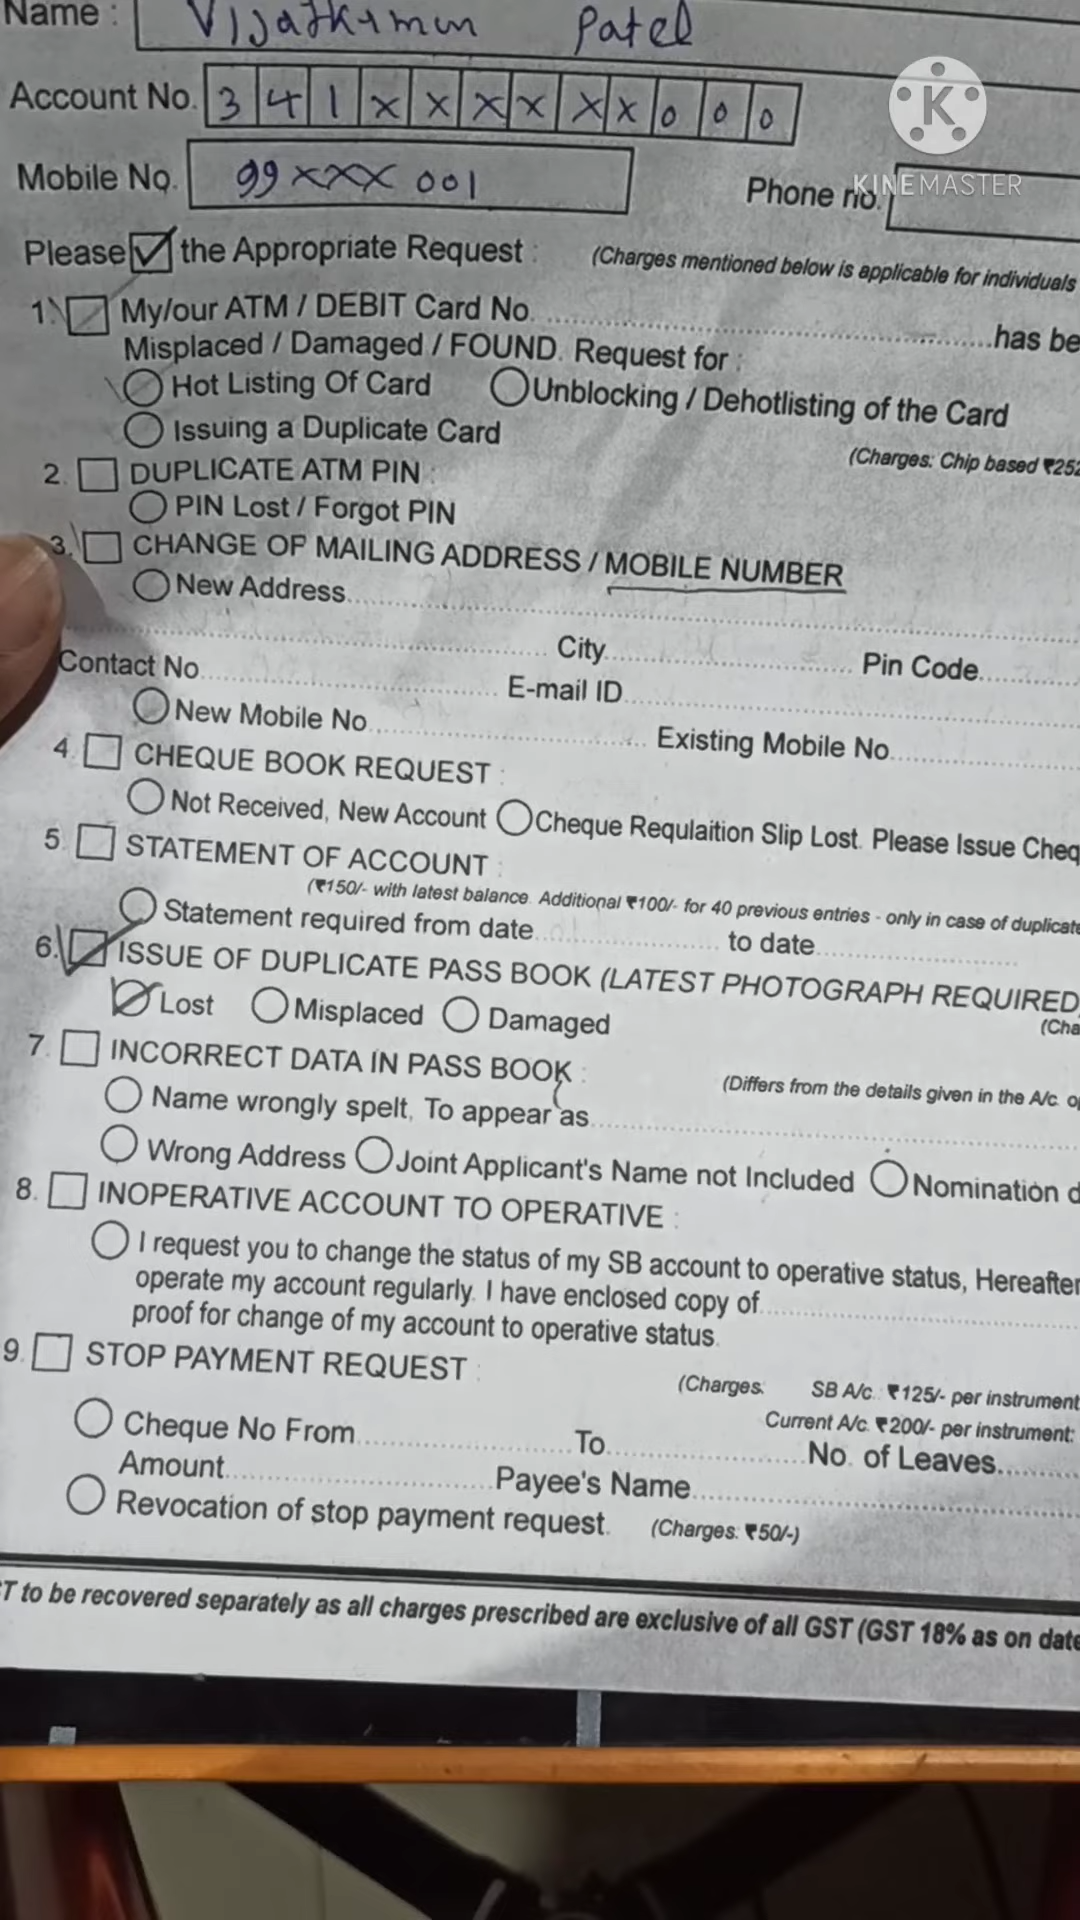 Name :
Patel
Account No. 3 4 1 x x x x x x 0 0 0
Mobile No. 99xxxx 001
Phone no.
KINEMASTER
K
Please the Appropriate Request : (Charges mentioned below is applicable for individuals
1. My/our ATM / DEBIT Card No. has be
Misplaced / Damaged / FOUND. Request for :
Hot Listing Of Card Unblocking / Dehotlisting of the Card
Issuing a Duplicate Card
(Charges: Chip based ₹252
2. DUPLICATE ATM PIN :
PIN Lost / Forgot PIN
3. CHANGE OF MAILING ADDRESS / MOBILE NUMBER
New Address
City Pin Code
Contact No E-mail ID
New Mobile No Existing Mobile No
4. CHEQUE BOOK REQUEST :
Not Received, New Account Cheque Requlaition Slip Lost. Please Issue Cheq
5. STATEMENT OF ACCOUNT :
(₹150/- with latest balance. Additional ₹100/- for 40 previous entries - only in case of duplicate
Statement required from date to date
6. ISSUE OF DUPLICATE PASS BOOK (LATEST PHOTOGRAPH REQUIRED)
Lost Misplaced Damaged
(Cha
7. INCORRECT DATA IN PASS BOOK :
(Differs from the details given in the A/c. o
Name wrongly spelt, To appear as
Wrong Address Joint Applicant's Name not Included Nomination d
8. INOPERATIVE ACCOUNT TO OPERATIVE :
I request you to change the status of my SB account to operative status, Hereafter
operate my account regularly. I have enclosed copy of
proof for change of my account to operative status.
9. STOP PAYMENT REQUEST :
(Charges: SB A/c. : ₹125/- per instrument
Current A/c. ₹200/- per instrument:
Cheque No From To No. of Leaves
Amount Payee's Name
Revocation of stop payment request. (Charges: ₹50/-)
ST to be recovered separately as all charges prescribed are exclusive of all GST (GST 18% as on date